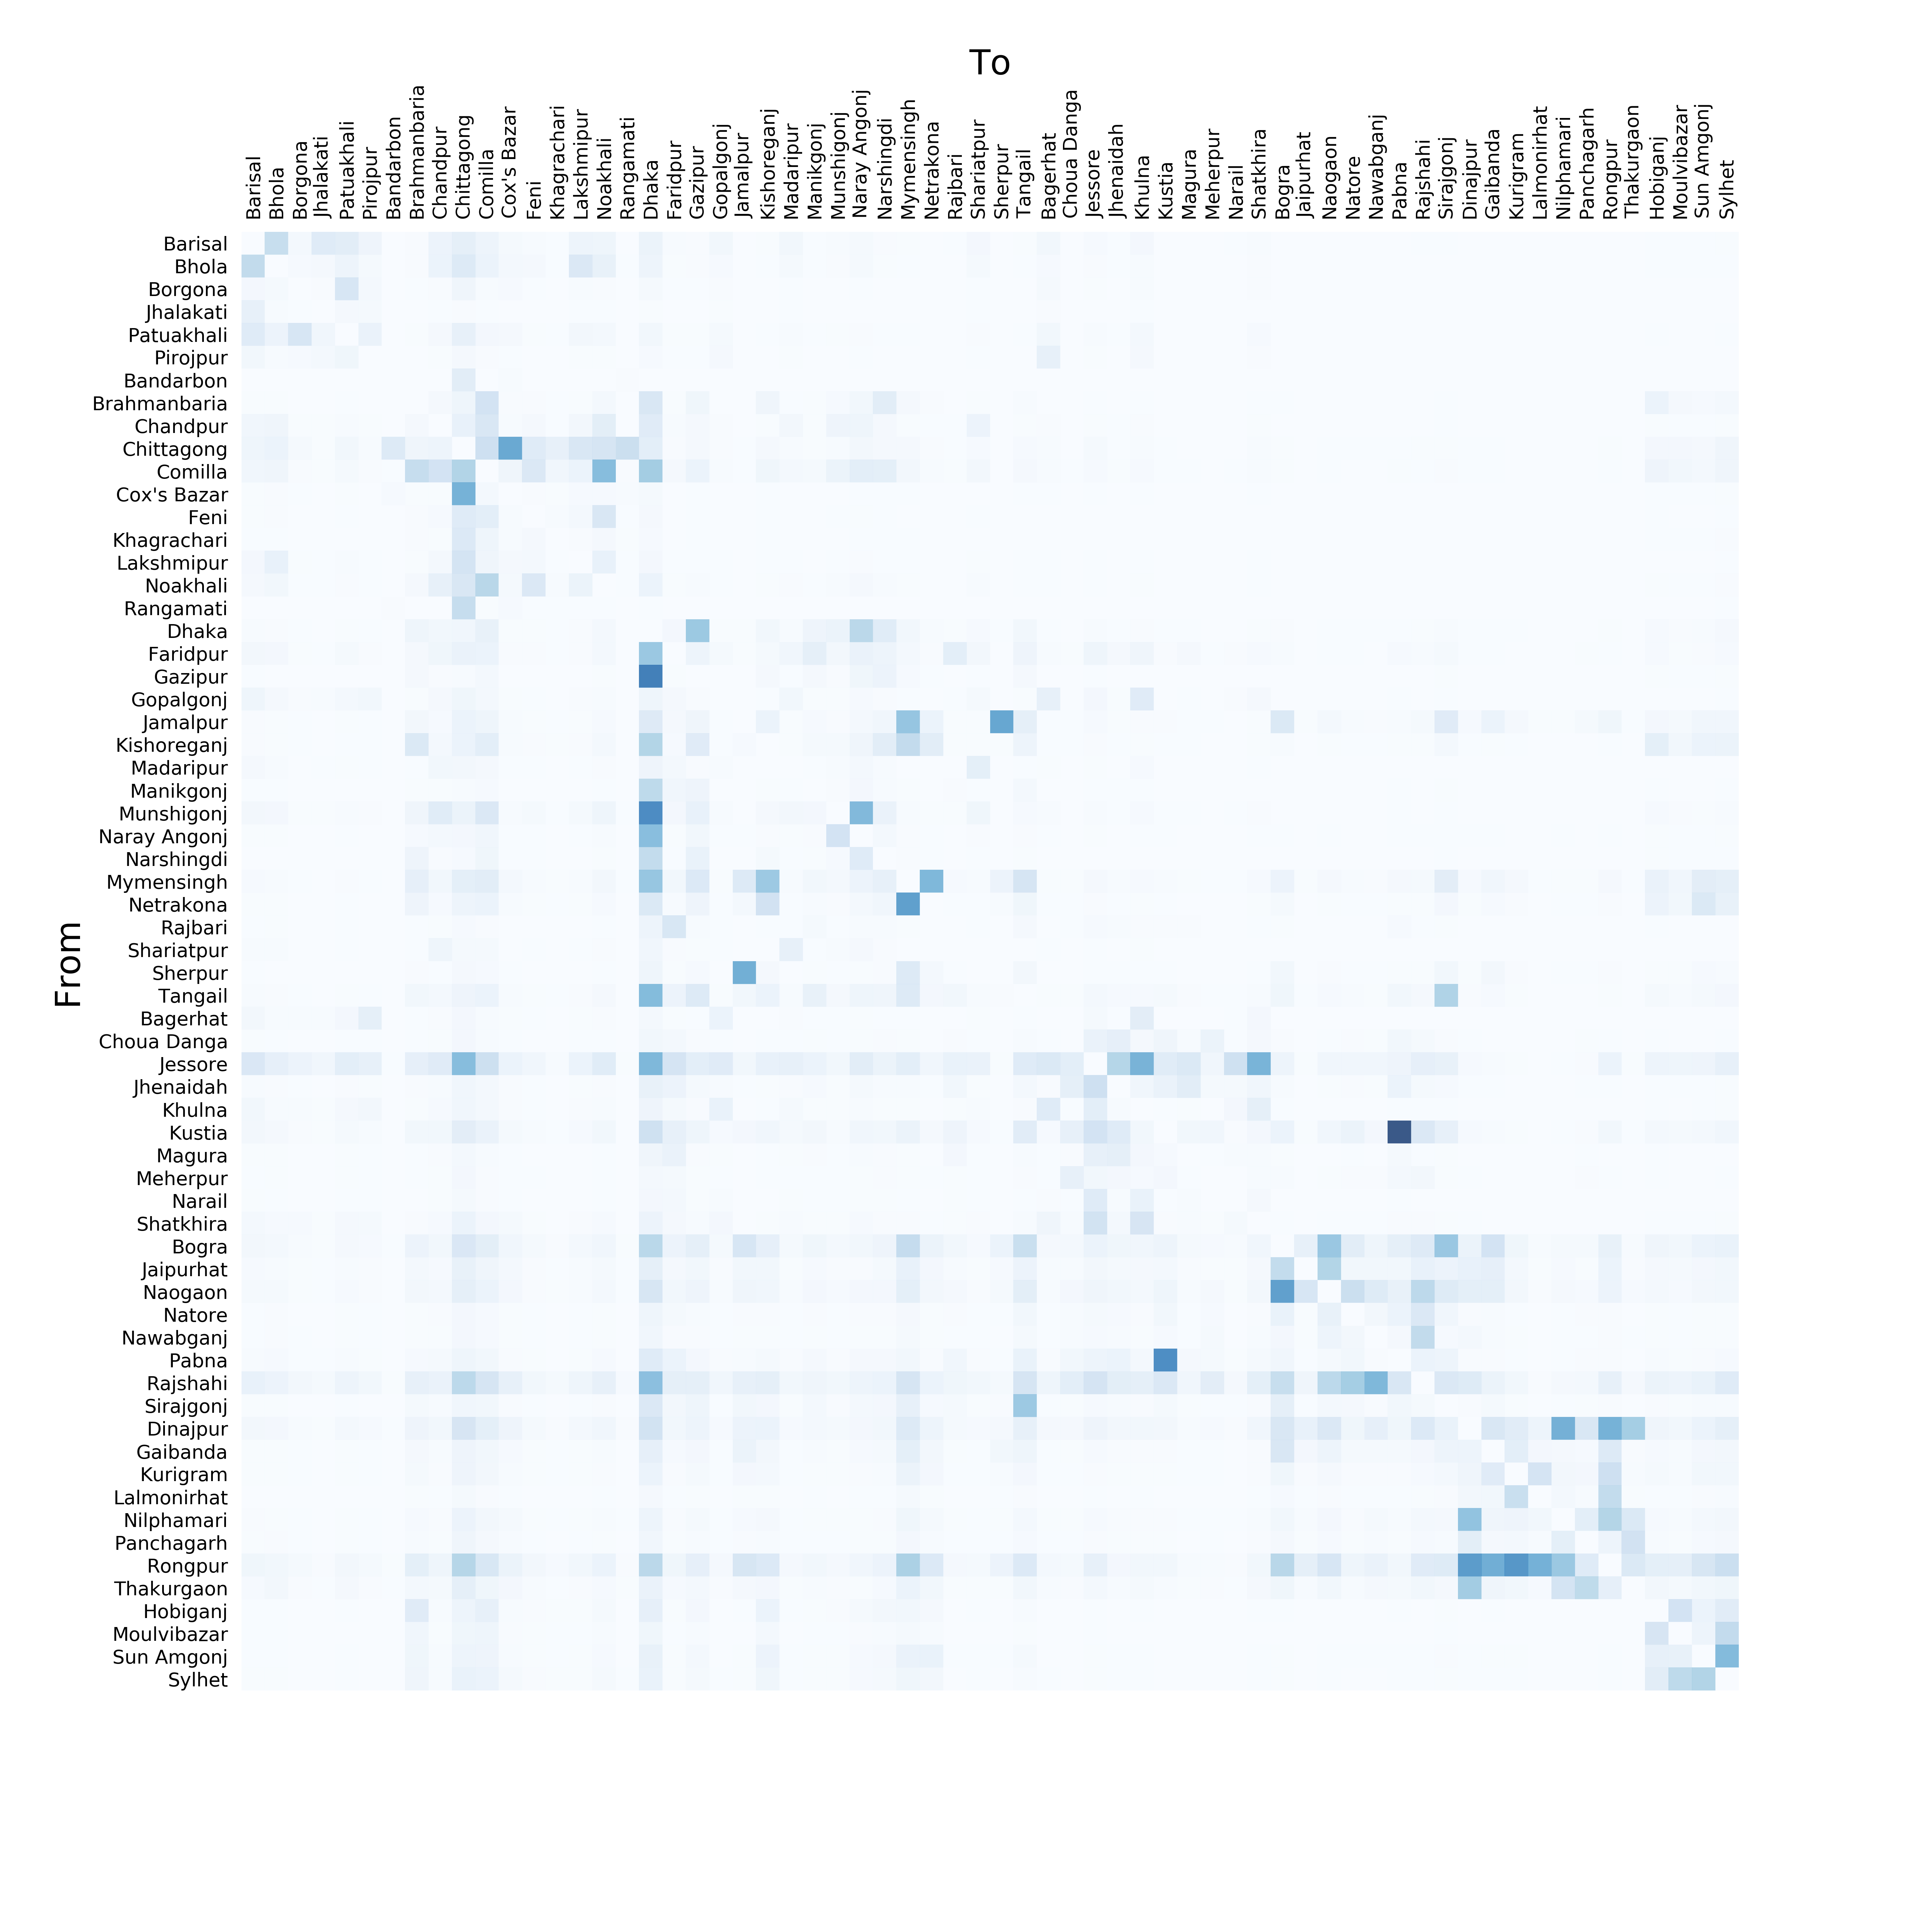 To
Barisal
Bhola
Borgona
Jhalakati
Patuakhali
Pirojpur
Bandarbon
Brahmanbaria
Chandpur
Chittagong
Comilla
Cox's Bazar
Feni
Khagrachari
Lakshmipur
Noakhali
Rangamati
Dhaka
Faridpur
Gazipur
Gopalgonj
Jamalpur
Kishoreganj
Madaripur
Manikgonj
Munshigonj
Naray Angonj
Narshingdi
Mymensingh
Netrakona
Rajbari
Shariatpur
Sherpur
Tangail
Bagerhat
Choua Danga
Jessore
Jhenaidah
Khulna
Kustia
Magura
Meherpur
Narail
Shatkhira
Bogra
Jaipurhat
Naogaon
Natore
Nawabganj
Pabna
Rajshahi
Sirajgonj
Dinajpur
Gaibanda
Kurigram
Lalmonirhat
Nilphamari
Panchagarh
Rongpur
Thakurgaon
Hobiganj
Moulvibazar
Sun Amgonj
Sylhet
From
Barisal
Bhola
Borgona
Jhalakati
Patuakhali
Pirojpur
Bandarbon
Brahmanbaria
Chandpur
Chittagong
Comilla
Cox's Bazar
Feni
Khagrachari
Lakshmipur
Noakhali
Rangamati
Dhaka
Faridpur
Gazipur
Gopalgonj
Jamalpur
Kishoreganj
Madaripur
Manikgonj
Munshigonj
Naray Angonj
Narshingdi
Mymensingh
Netrakona
Rajbari
Shariatpur
Sherpur
Tangail
Bagerhat
Choua Danga
Jessore
Jhenaidah
Khulna
Kustia
Magura
Meherpur
Narail
Shatkhira
Bogra
Jaipurhat
Naogaon
Natore
Nawabganj
Pabna
Rajshahi
Sirajgonj
Dinajpur
Gaibanda
Kurigram
Lalmonirhat
Nilphamari
Panchagarh
Rongpur
Thakurgaon
Hobiganj
Moulvibazar
Sun Amgonj
Sylhet